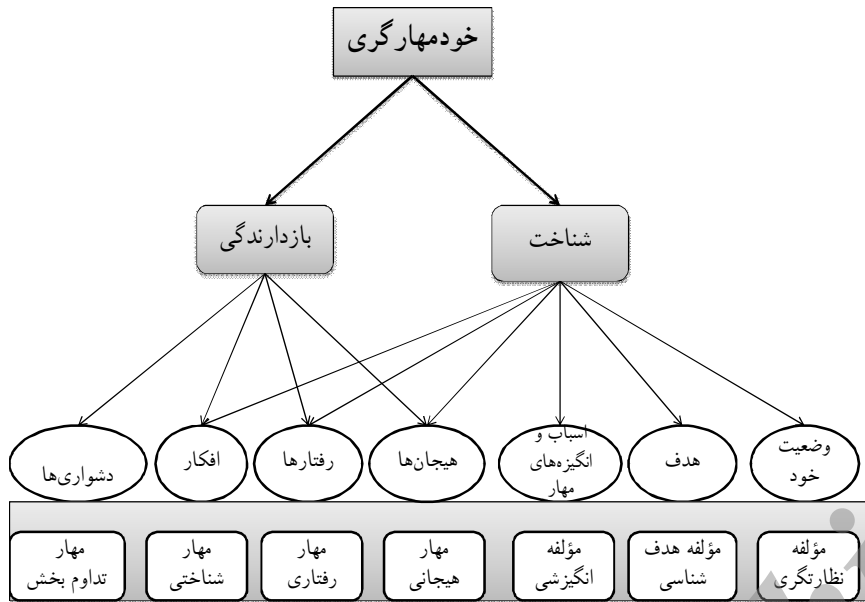 خودمهارگری
شناخت
بازدارندگی
وضعیت
خود
هدف
اسباب و
انگیزه‌های
مهار
هیجان‌ها
رفتارها
افکار
دشواری‌ها
مؤلفه
نظارتگری
مؤلفه هدف
شناسی
مؤلفه
انگیزشی
مهار
هیجانی
مهار
رفتاری
مهار
شناختی
مهار
تداوم بخش